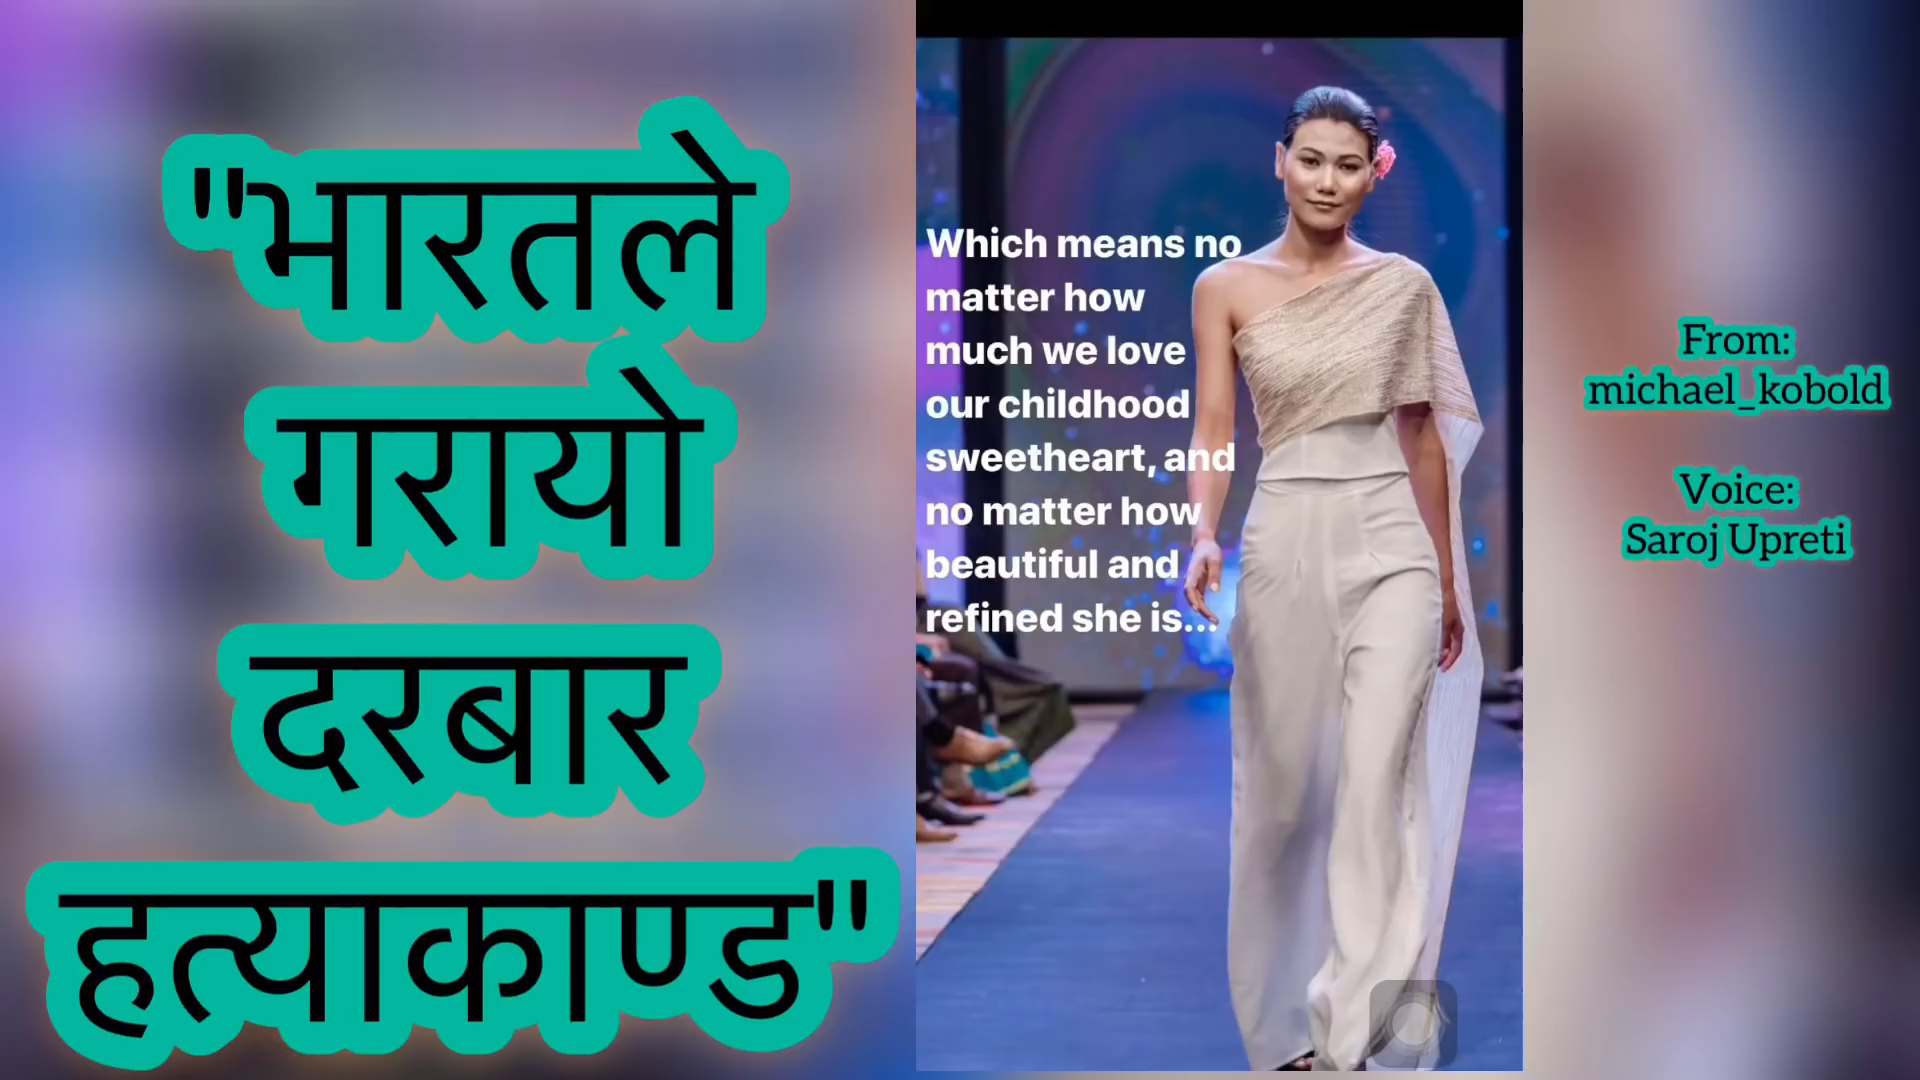 "भारतले
गरायो
दरबार
हत्याकाण्ड"
Which means no
matter how
much we love
our childhood
sweetheart, and
no matter how
beautiful and
refined she is...
From:
michael_kobold
Voice:
Saroj Upreti